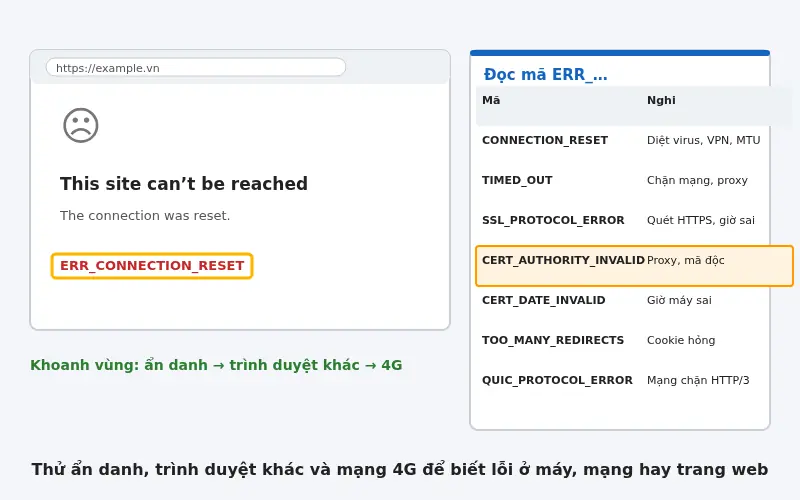 https://example.vn
This site can’t be reached
The connection was reset.
ERR_CONNECTION_RESET
Khoanh vùng: ẩn danh → trình duyệt khác → 4G
Đọc mã ERR_…
Mã Nghi
CONNECTION_RESET Diệt virus, VPN, MTU
TIMED_OUT Chặn mạng, proxy
SSL_PROTOCOL_ERROR Quét HTTPS, giờ sai
CERT_AUTHORITY_INVALID Proxy, mã độc
CERT_DATE_INVALID Giờ máy sai
TOO_MANY_REDIRECTS Cookie hỏng
QUIC_PROTOCOL_ERROR Mạng chặn HTTP/3
Thử ẩn danh, trình duyệt khác và mạng 4G để biết lỗi ở máy, mạng hay trang web